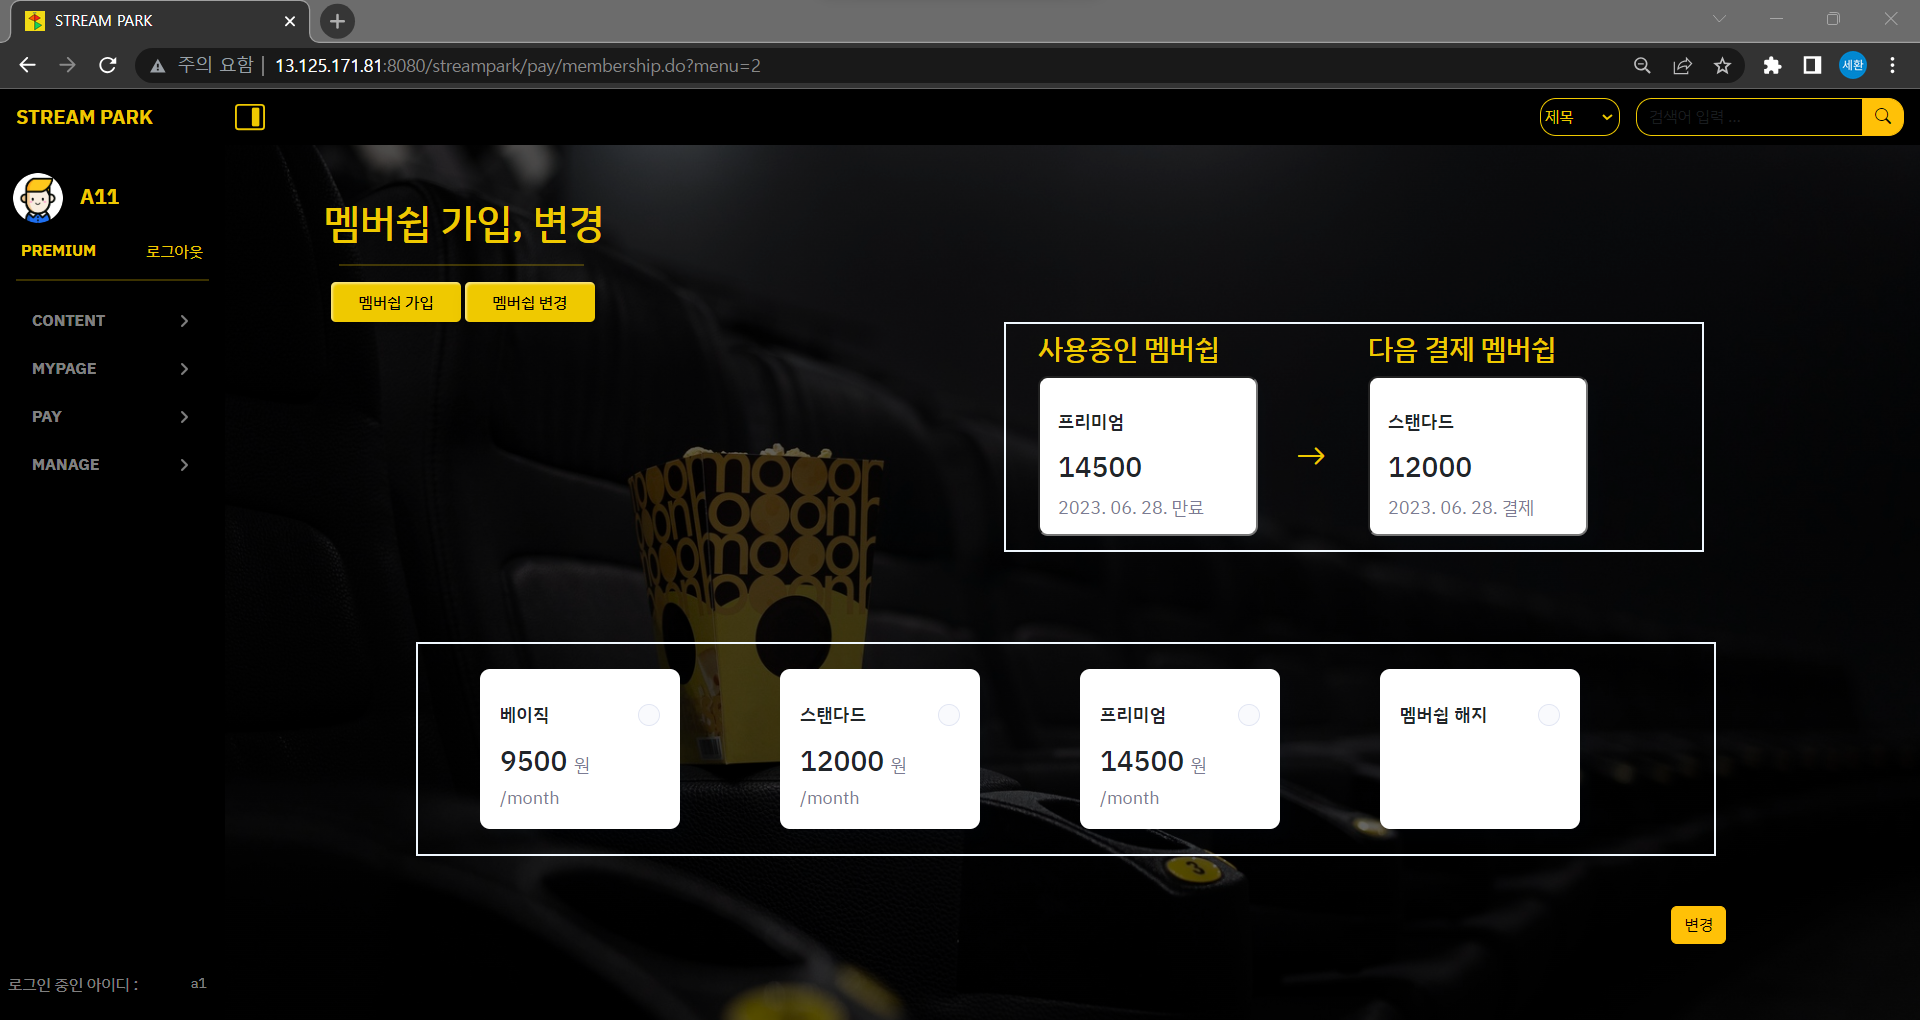 STREAM PARK
주의 요함 | 13.125.171.81:8080/streampark/pay/membership.do?menu=2
세환
STREAM PARK
제목
검색어 입력 ...
A11
PREMIUM 로그아웃
CONTENT
MYPAGE
PAY
MANAGE
로그인 중인 아이디 : a1
멤버쉽 가입, 변경
멤버쉽 가입 멤버쉽 변경
사용중인 멤버쉽 다음 결제 멤버쉽
프리미엄 스탠다드
14500 → 12000
2023. 06. 28. 만료 2023. 06. 28. 결제
베이직 스탠다드 프리미엄 멤버쉽 해지
9500 원 12000 원 14500 원
/month /month /month
3
변경